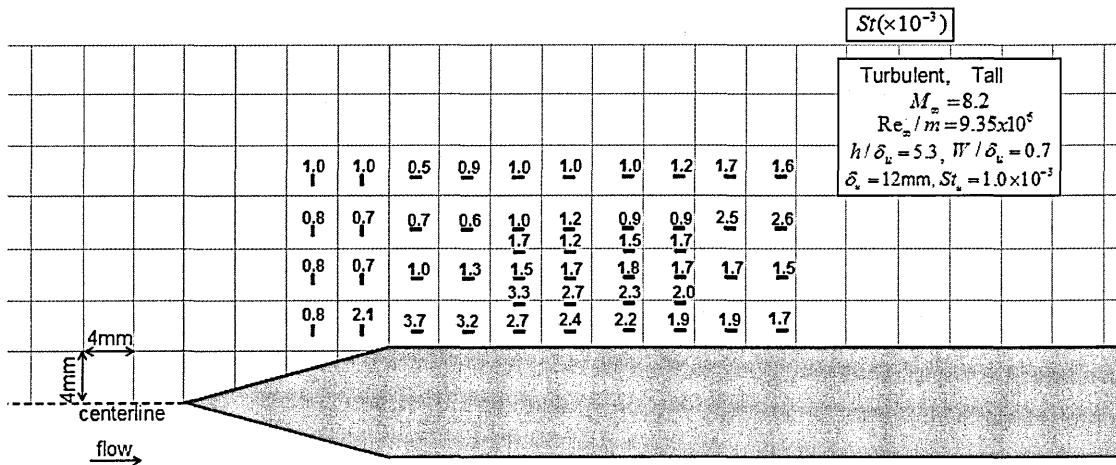 St(×10⁻³)
Turbulent, Tall
M∞=8.2
Re∞/m=9.35x10⁶
h/δᵤ=5.3, W/δᵤ=0.7
δᵤ=12mm, Stᵤ=1.0×10⁻³
1.0 1.0 0.5 0.9 1.0 1.0 1.0 1.2 1.7 1.6
0.8 0.7 0.7 0.6 1.0 1.2 0.9 0.9 2.5 2.6
1.7 1.2 1.5 1.7
0.8 0.7 1.0 1.3 1.5 1.7 1.8 1.7 1.7 1.5
3.3 2.7 2.3 2.0
0.8 2.1 3.7 3.2 2.7 2.4 2.2 1.9 1.9 1.7
4mm
4mm
centerline
flow